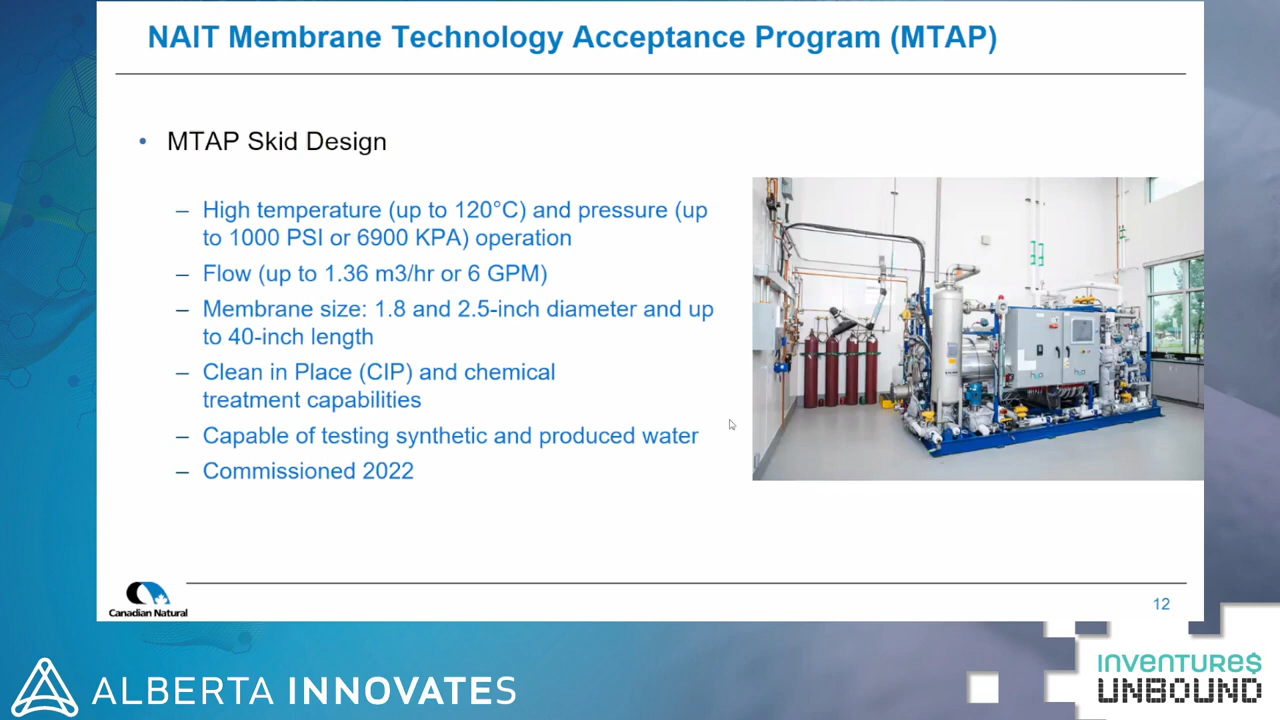 NAIT Membrane Technology Acceptance Program (MTAP)
• MTAP Skid Design
– High temperature (up to 120°C) and pressure (up
to 1000 PSI or 6900 KPA) operation
– Flow (up to 1.36 m3/hr or 6 GPM)
– Membrane size: 1.8 and 2.5-inch diameter and up
to 40-inch length
– Clean in Place (CIP) and chemical
treatment capabilities
– Capable of testing synthetic and produced water
– Commissioned 2022
Canadian Natural
12
ALBERTA INNOVATES
INVENTURE$
UNBOUND